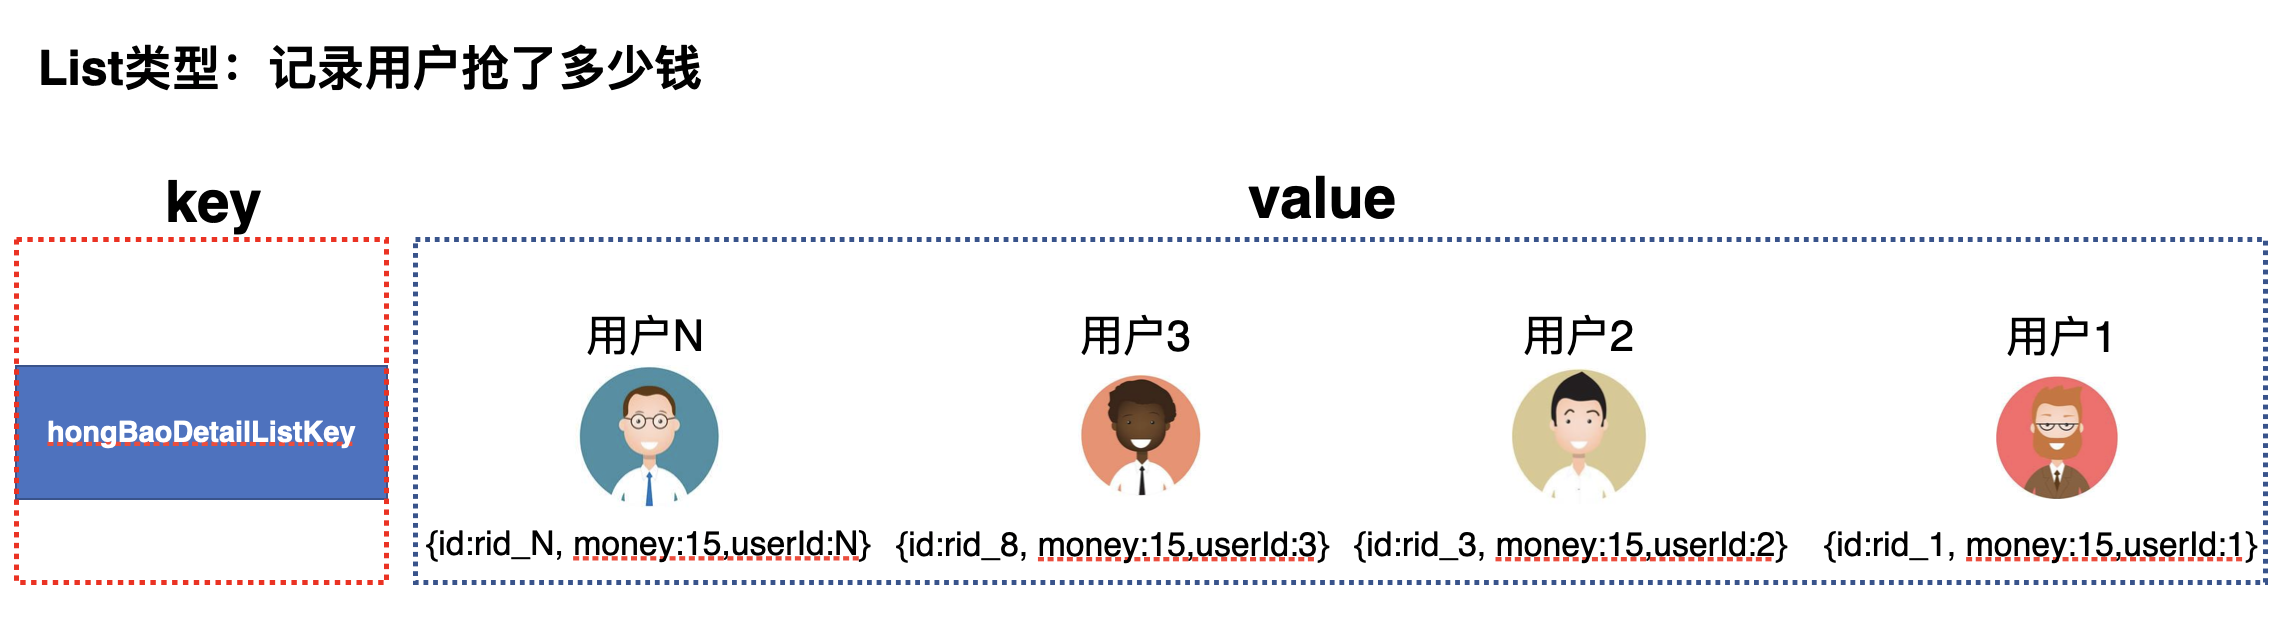 List类型：记录用户抢了多少钱
key
value
用户N
用户3
用户2
用户1
hongBaoDetailListKey
{id:rid_N, money:15,userId:N}
{id:rid_8, money:15,userId:3}
{id:rid_3, money:15,userId:2}
{id:rid_1, money:15,userId:1}